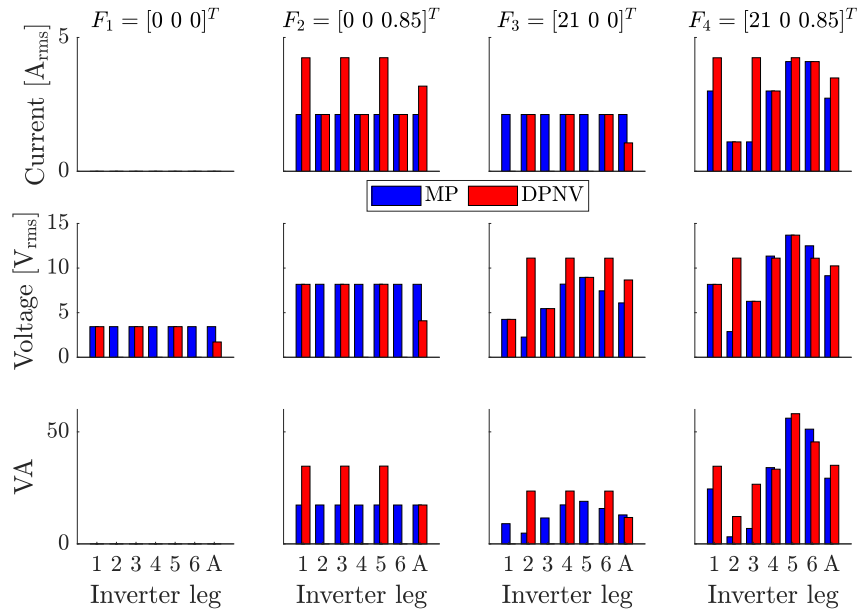 F₁ = [0 0 0]ᵀ
F₂ = [0 0 0.85]ᵀ
F₃ = [21 0 0]ᵀ
F₄ = [21 0 0.85]ᵀ
Current [Aᵣₘₛ]
5
0
MP
DPNV
Voltage [Vᵣₘₛ]
15
10
5
0
VA
50
0
1 2 3 4 5 6 A
1 2 3 4 5 6 A
1 2 3 4 5 6 A
1 2 3 4 5 6 A
Inverter leg
Inverter leg
Inverter leg
Inverter leg